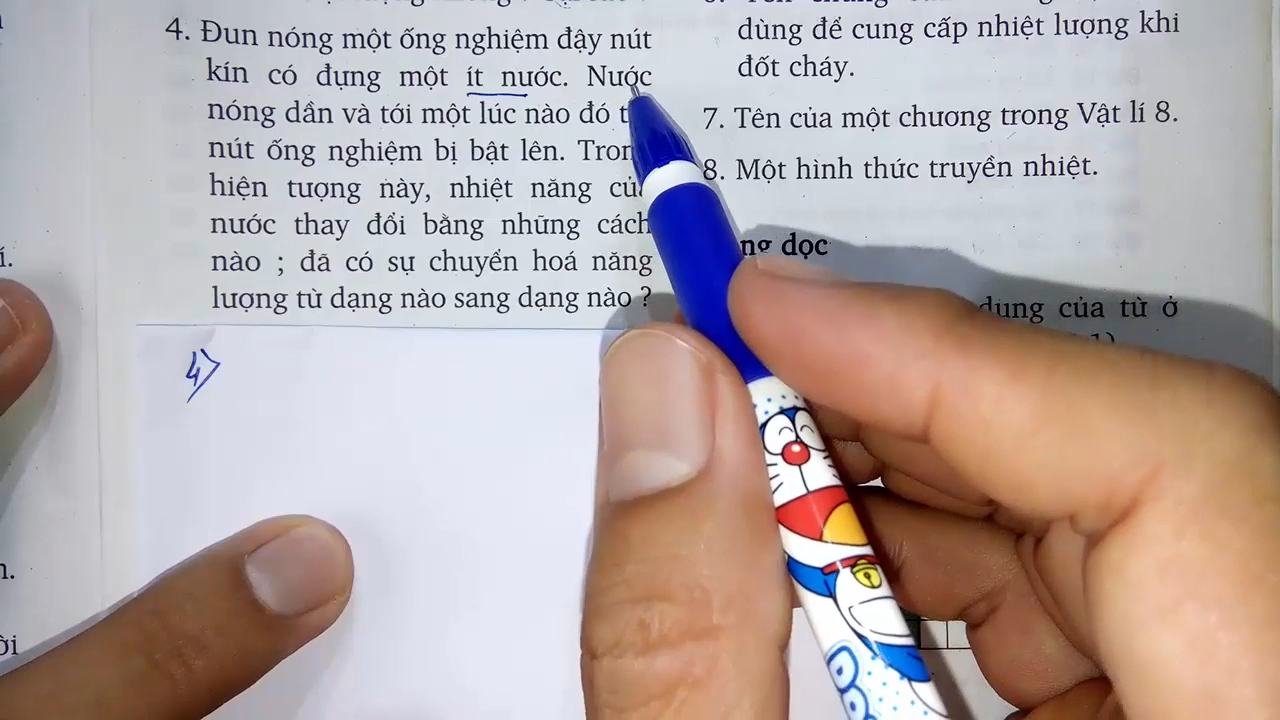 4. Đun nóng một ống nghiệm đậy nút
kín có đựng một ít nước. Nước
nóng dần và tới một lúc nào đó
nút ống nghiệm bị bật lên.
hiện tượng này, nhiệt năng
nước thay đổi bằng những cách
nào ; đã có sự chuyển hoá năng
lượng từ dạng nào sang dạng nào ?
4)
dùng để cung cấp nhiệt lượng khi
đốt cháy.
7. Tên của một chương trong Vật lí 8.
8. Một hình thức truyền nhiệt.
dọc
của từ ở